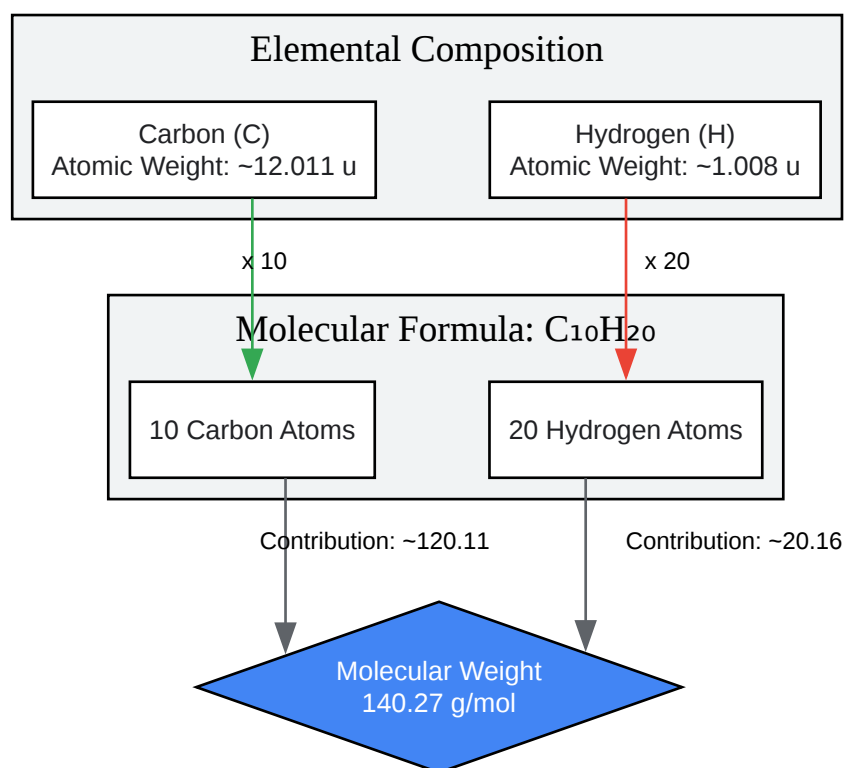 Elemental Composition
Carbon (C)
Atomic Weight: ~12.011 u
Hydrogen (H)
Atomic Weight: ~1.008 u
x 10
x 20
Molecular Formula: C₁₀H₂₀
10 Carbon Atoms
20 Hydrogen Atoms
Contribution: ~120.11
Contribution: ~20.16
Molecular Weight
140.27 g/mol